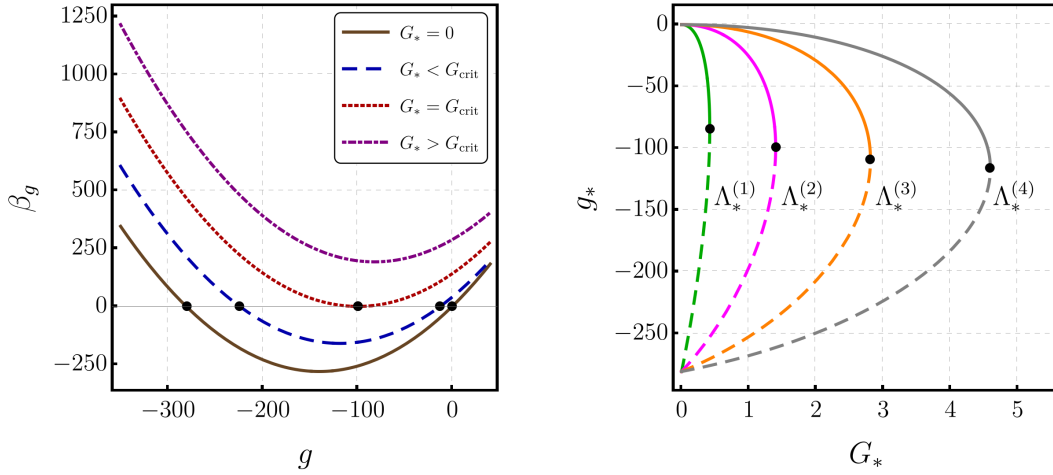 1250
1000
750
500
250
0
−250
β_g
−300
−200
−100
0
g
G_* = 0
G_* < G_crit
G_* = G_crit
G_* > G_crit
0
−50
−100
−150
−200
−250
g_*
Λ_*^(1)
Λ_*^(2)
Λ_*^(3)
Λ_*^(4)
0
1
2
3
4
5
G_*